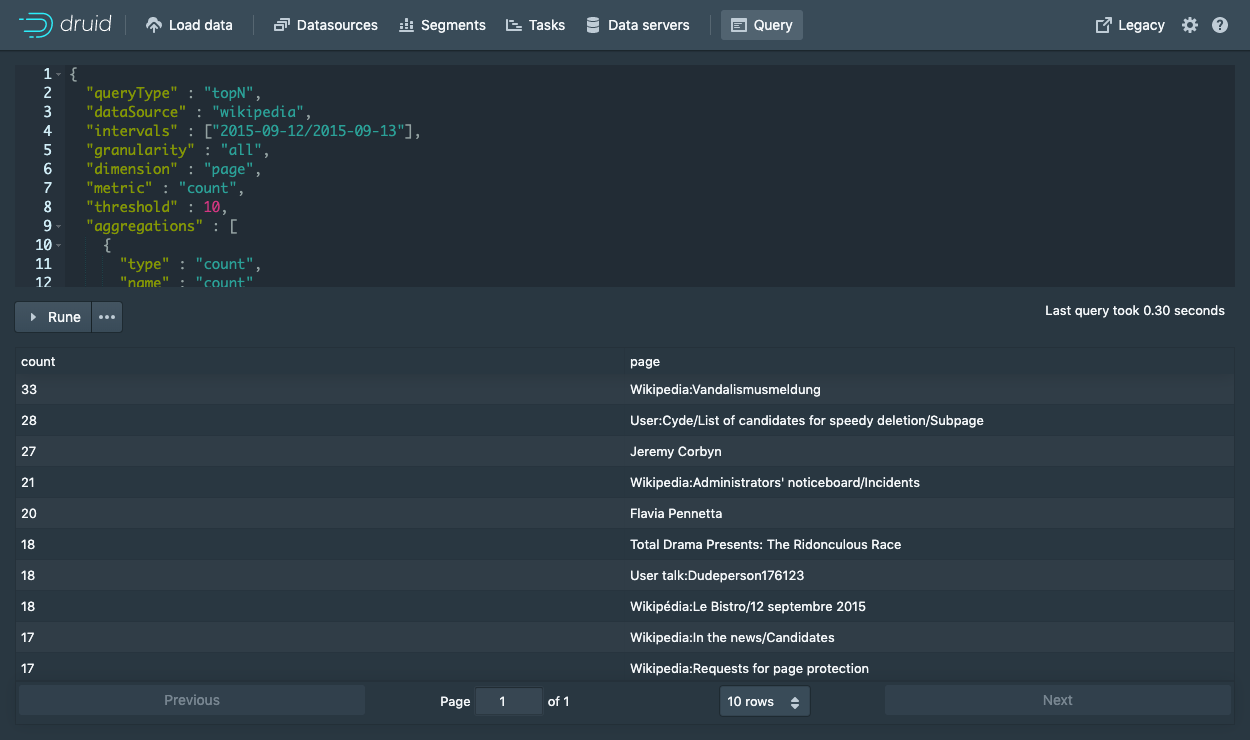 druid Load data Datasources Segments Tasks Data servers Query Legacy
1 {
2 "queryType" : "topN",
3 "dataSource" : "wikipedia",
4 "intervals" : ["2015-09-12/2015-09-13"],
5 "granularity" : "all",
6 "dimension" : "page",
7 "metric" : "count",
8 "threshold" : 10,
9 "aggregations" : [
10 {
11 "type" : "count",
12 "name" : "count"
Rune ••• Last query took 0.30 seconds
count page
33 Wikipedia:Vandalismusmeldung
28 User:Cyde/List of candidates for speedy deletion/Subpage
27 Jeremy Corbyn
21 Wikipedia:Administrators' noticeboard/Incidents
20 Flavia Pennetta
18 Total Drama Presents: The Ridonculous Race
18 User talk:Dudeperson176123
18 Wikipédia:Le Bistro/12 septembre 2015
17 Wikipedia:In the news/Candidates
17 Wikipedia:Requests for page protection
Previous Page 1 of 1 10 rows Next